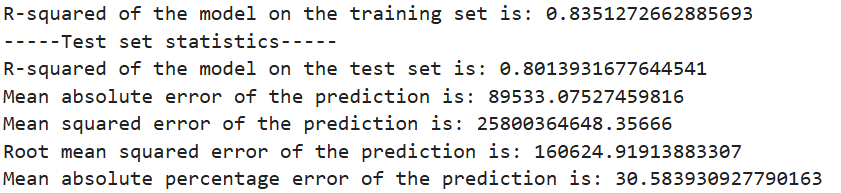 R-squared of the model on the training set is: 0.8351272662885693
-----Test set statistics-----
R-squared of the model on the test set is: 0.8013931677644541
Mean absolute error of the prediction is: 89533.07527459816
Mean squared error of the prediction is: 25800364648.35666
Root mean squared error of the prediction is: 160624.91913883307
Mean absolute percentage error of the prediction is: 30.583930927790163